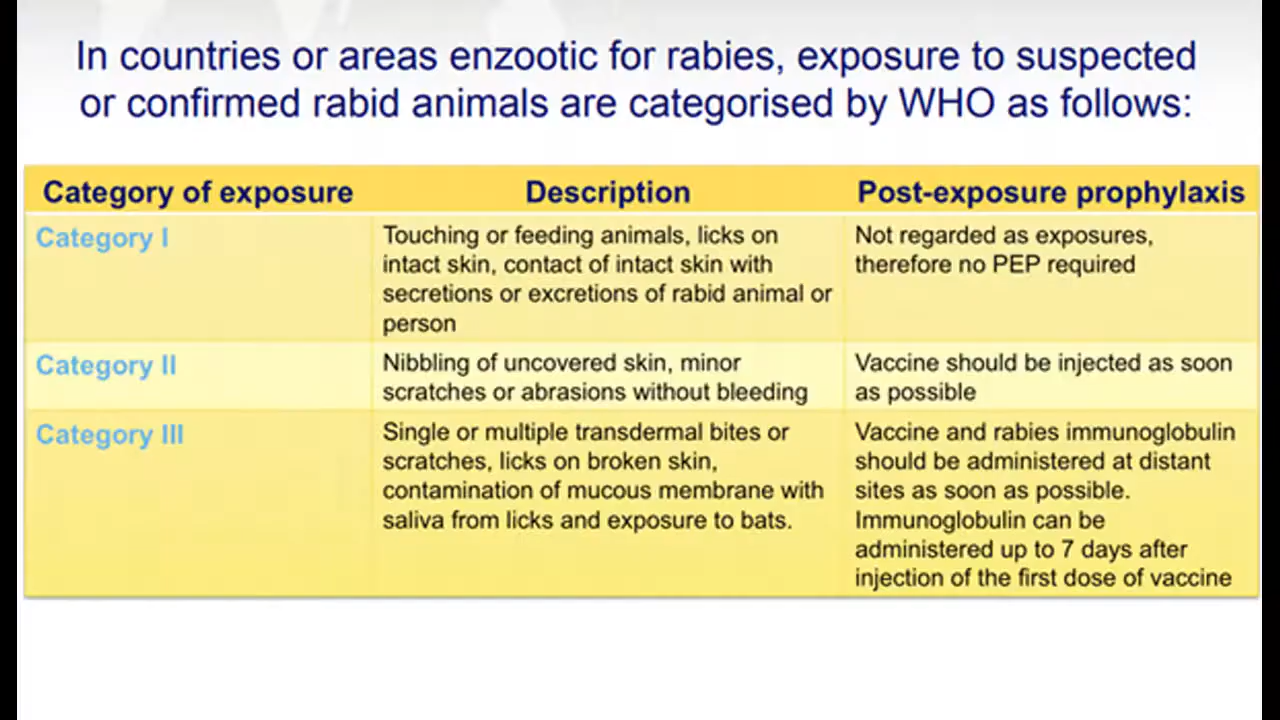 In countries or areas enzootic for rabies, exposure to suspected
or confirmed rabid animals are categorised by WHO as follows:
Category of exposure
Description
Post-exposure prophylaxis
Category I
Touching or feeding animals, licks on
intact skin, contact of intact skin with
secretions or excretions of rabid animal or
person
Not regarded as exposures,
therefore no PEP required
Category II
Nibbling of uncovered skin, minor
scratches or abrasions without bleeding
Vaccine should be injected as soon
as possible
Category III
Single or multiple transdermal bites or
scratches, licks on broken skin,
contamination of mucous membrane with
saliva from licks and exposure to bats.
Vaccine and rabies immunoglobulin
should be administered at distant
sites as soon as possible.
Immunoglobulin can be
administered up to 7 days after
injection of the first dose of vaccine